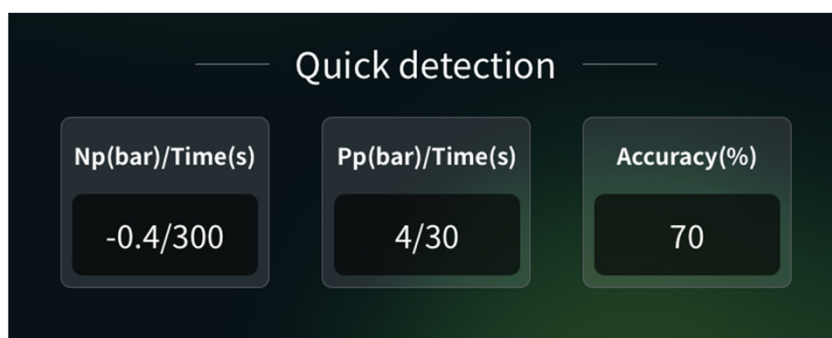 Quick detection
Np(bar)/Time(s)
Pp(bar)/Time(s)
Accuracy(%)
-0.4/300
4/30
70